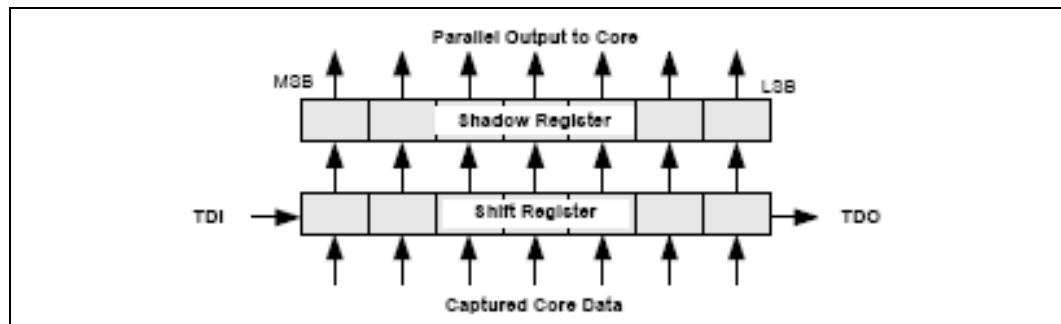 Parallel Output to Core
MSB
LSB
Shadow Register
TDI
Shift Register
TDO
Captured Core Data